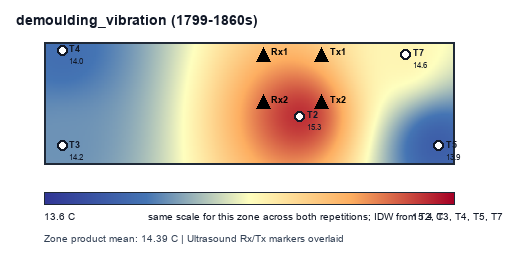 demoulding_vibration (1799-1860s)
T4
14.0
Rx1
Tx1
T7
14.6
Rx2
Tx2
T2
15.3
T3
14.2
T5
13.9
13.6 C
same scale for this zone across both repetitions; IDW from T2, T3, T4, T5, T7
Zone product mean: 14.39 C | Ultrasound Rx/Tx markers overlaid